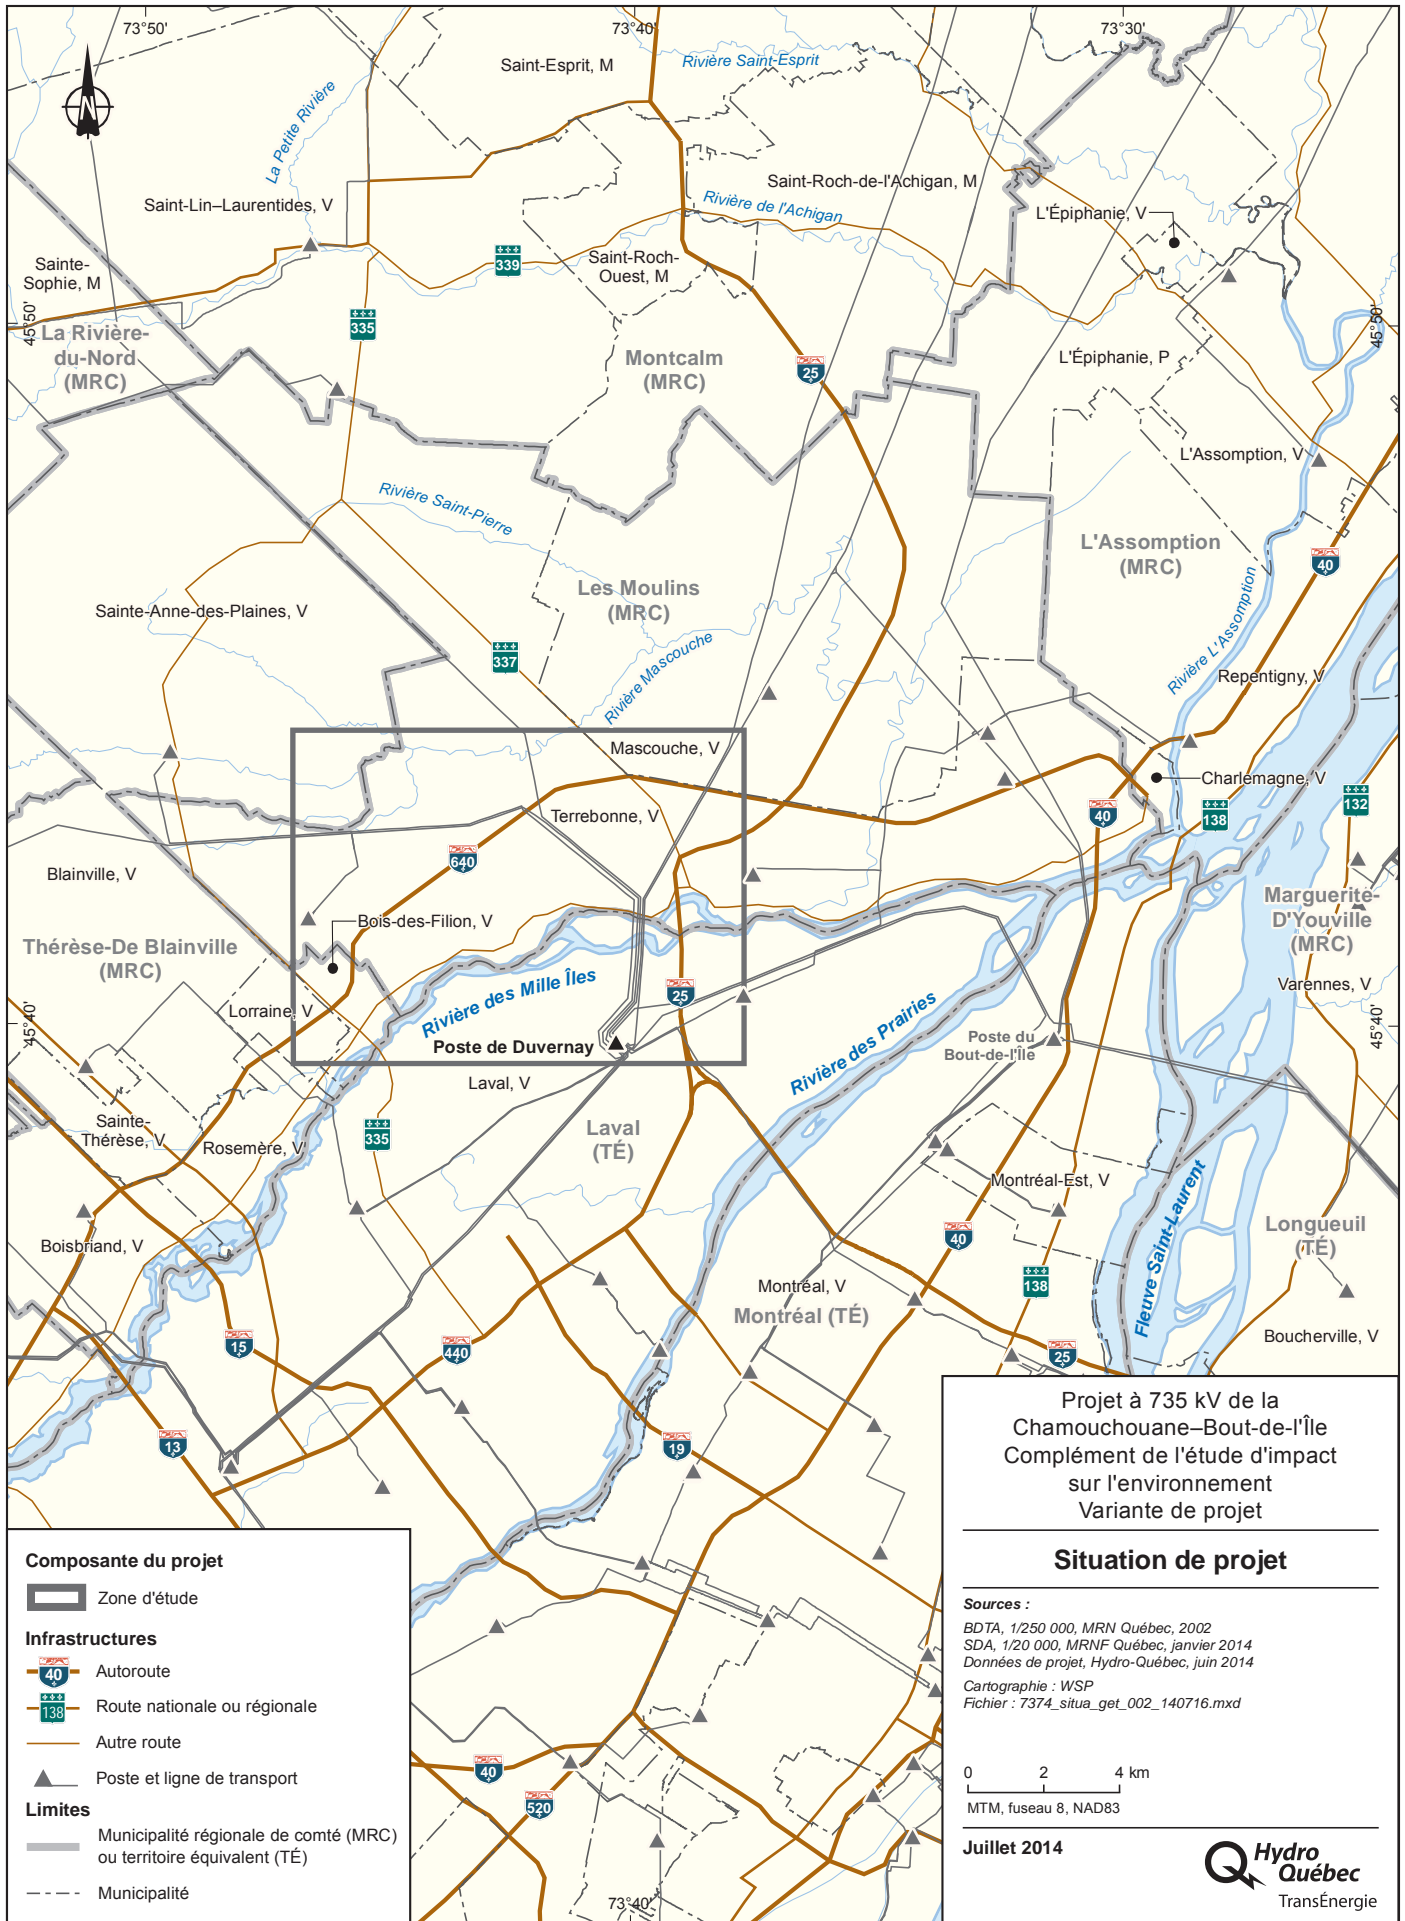 73°50'
73°40'
73°30'
N
Saint-Esprit, M
Rivière Saint-Esprit
La Petite Rivière
Saint-Roch-de-l'Achigan, M
Saint-Lin–Laurentides, V
Rivière de l'Achigan
L'Épiphanie, V
339
Sainte-
Sophie, M
Saint-Roch-
Ouest, M
45°50'
335
45°50'
La Rivière-
du-Nord
(MRC)
Montcalm
(MRC)
25
L'Épiphanie, P
L'Assomption, V
Rivière Saint-Pierre
L'Assomption
(MRC)
40
Les Moulins
(MRC)
Sainte-Anne-des-Plaines, V
337
Rivière Mascouche
Rivière L'Assomption
Repentigny, V
Mascouche, V
Charlemagne, V
Terrebonne, V
40
138
132
640
Blainville, V
Bois-des-Filion, V
Marguerite-
D'Youville
(MRC)
Thérèse-De Blainville
(MRC)
Rivière des Mille Îles
25
Varennes, V
Lorraine, V
Rivière des Prairies
45°40'
45°40'
Poste de Duvernay
Poste du
Bout-de-l'Île
Laval, V
Sainte-
Thérèse, V
Rosemère, V
335
Laval
(TÉ)
Montréal-Est, V
Fleuve Saint-Laurent
Longueuil
(TÉ)
Boisbriand, V
40
Montréal, V
138
Montréal (TÉ)
Boucherville, V
15
440
25
13
19
Projet à 735 kV de la
Chamouchouane–Bout-de-l'Île
Complément de l'étude d'impact
sur l'environnement
Variante de projet
Situation de projet
Sources :
BDTA, 1/250 000, MRN Québec, 2002
SDA, 1/20 000, MRNF Québec, janvier 2014
Données de projet, Hydro-Québec, juin 2014
Cartographie : WSP
Fichier : 7374_situa_get_002_140716.mxd
0 2 4 km
MTM, fuseau 8, NAD83
Juillet 2014
Hydro
Québec
TransÉnergie
Composante du projet
Zone d'étude
Infrastructures
40 Autoroute
138 Route nationale ou régionale
Autre route
Poste et ligne de transport
Limites
Municipalité régionale de comté (MRC)
ou territoire équivalent (TÉ)
Municipalité
40
520
73°40'